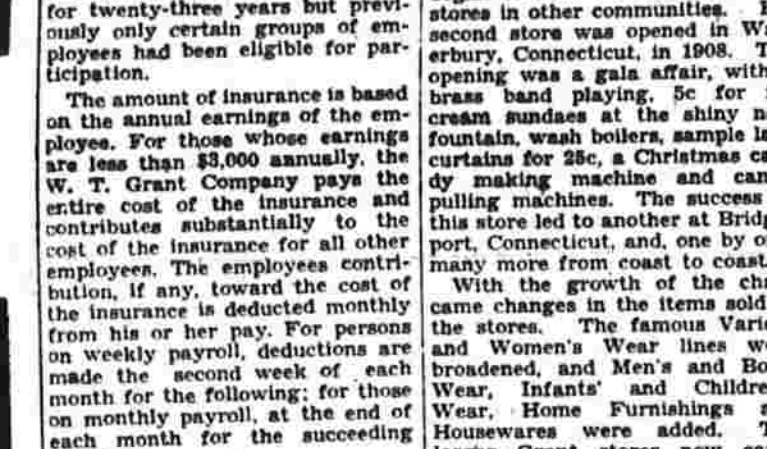 for twenty-three years but previ-
ously only certain groups of em-
ployees had been eligible for par-
ticipation.
The amount of insurance is based
on the annual earnings of the em-
ployee. For those whose earnings
are less than $3,000 annually, the
W. T. Grant Company pays the
entire cost of the insurance and
contributes substantially to the
cost of the insurance for all other
employees. The employees contri-
bution, if any, toward the cost of
the insurance is deducted monthly
from his or her pay. For persons
on weekly payroll, deductions are
made the second week of each
month for the following; for those
on monthly payroll, at the end of
each month for the succeeding
stores in other communities.
second store was opened in
erbury, Connecticut, in 1908.
opening was a gala affair, with
brass band playing, 5c for
cream sundaes at the shiny
fountain, wash boilers, sample
curtains for 25c, a Christmas
dy making machine and
pulling machines. The success
this store led to another at
port, Connecticut, and, one by
many more from coast to coast.
With the growth of the
came changes in the items sold
the stores. The famous
and Women's Wear lines
broadened, and Men's and
Wear, Infants' and
Wear, Home Furnishings
Housewares were added.